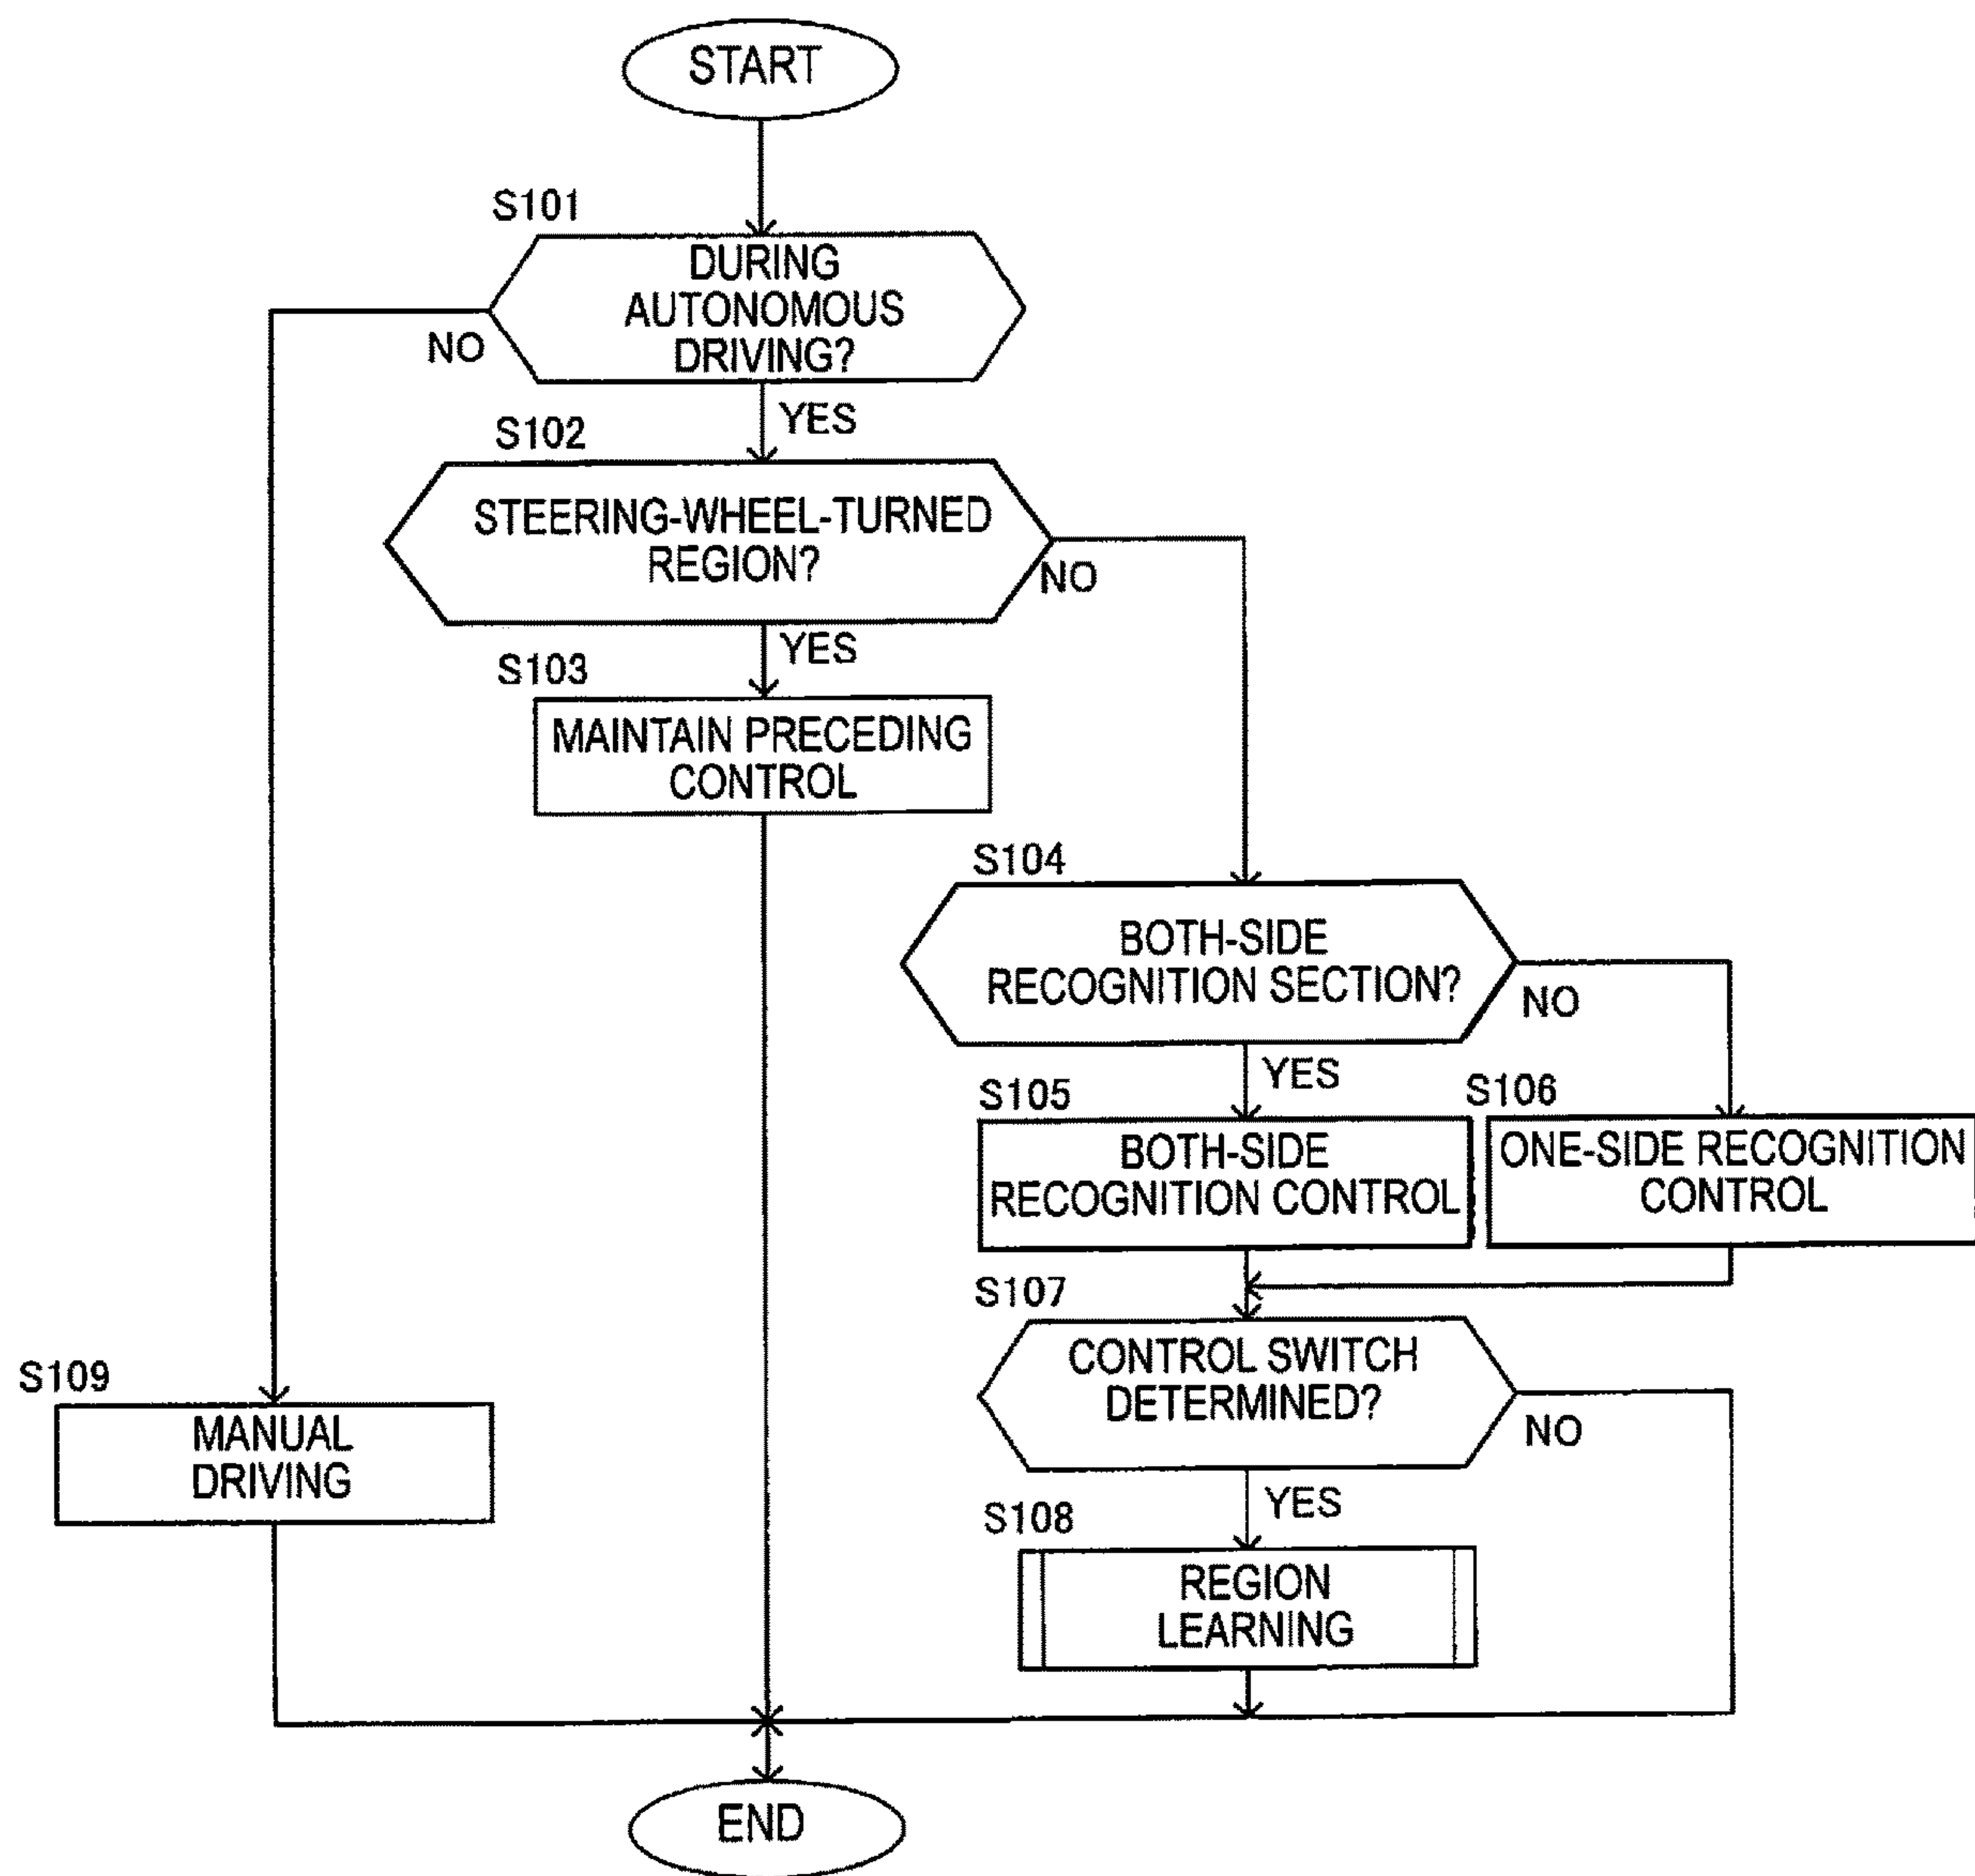 START
S101
DURING
AUTONOMOUS
DRIVING?
NO
YES
S102
STEERING-WHEEL-TURNED
REGION?
NO
YES
S103
MAINTAIN PRECEDING
CONTROL
S104
BOTH-SIDE
RECOGNITION SECTION?
NO
YES
S105
BOTH-SIDE
RECOGNITION CONTROL
S106
ONE-SIDE RECOGNITION
CONTROL
S107
CONTROL SWITCH
DETERMINED?
NO
YES
S108
REGION
LEARNING
S109
MANUAL
DRIVING
END